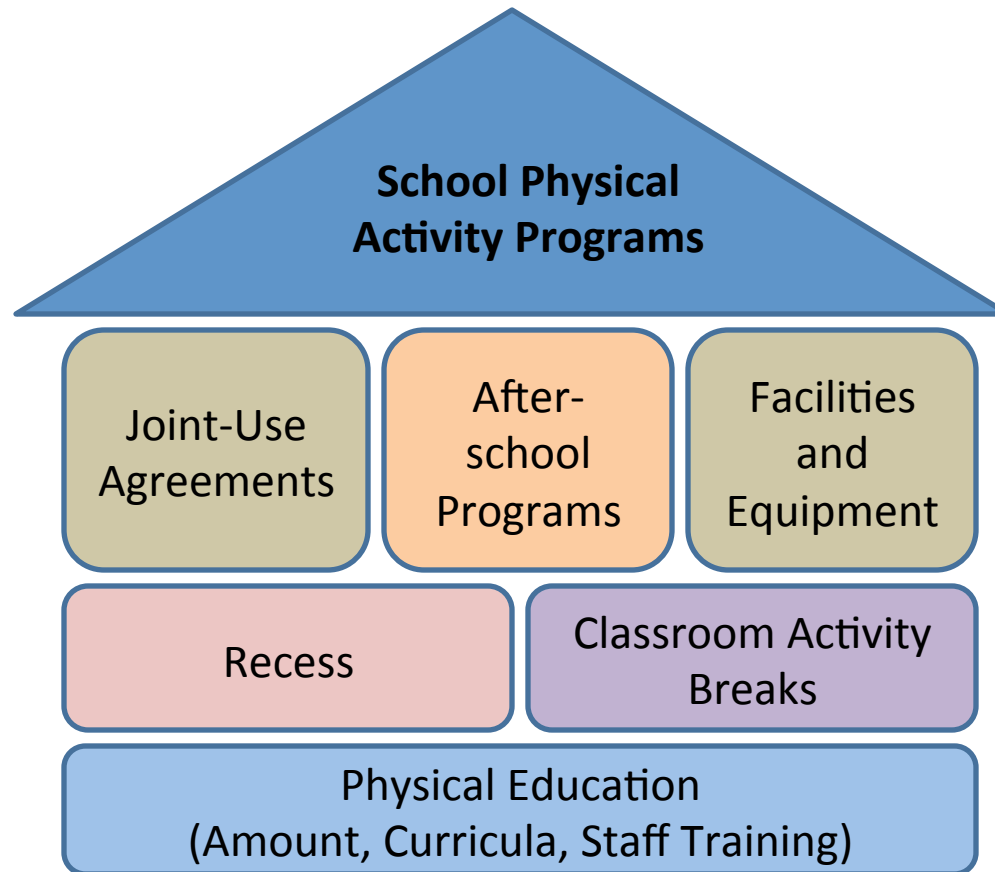 School Physical
Activity Programs
Joint-Use
Agreements
After-
school
Programs
Facilities
and
Equipment
Recess
Classroom Activity
Breaks
Physical Education
(Amount, Curricula, Staff Training)